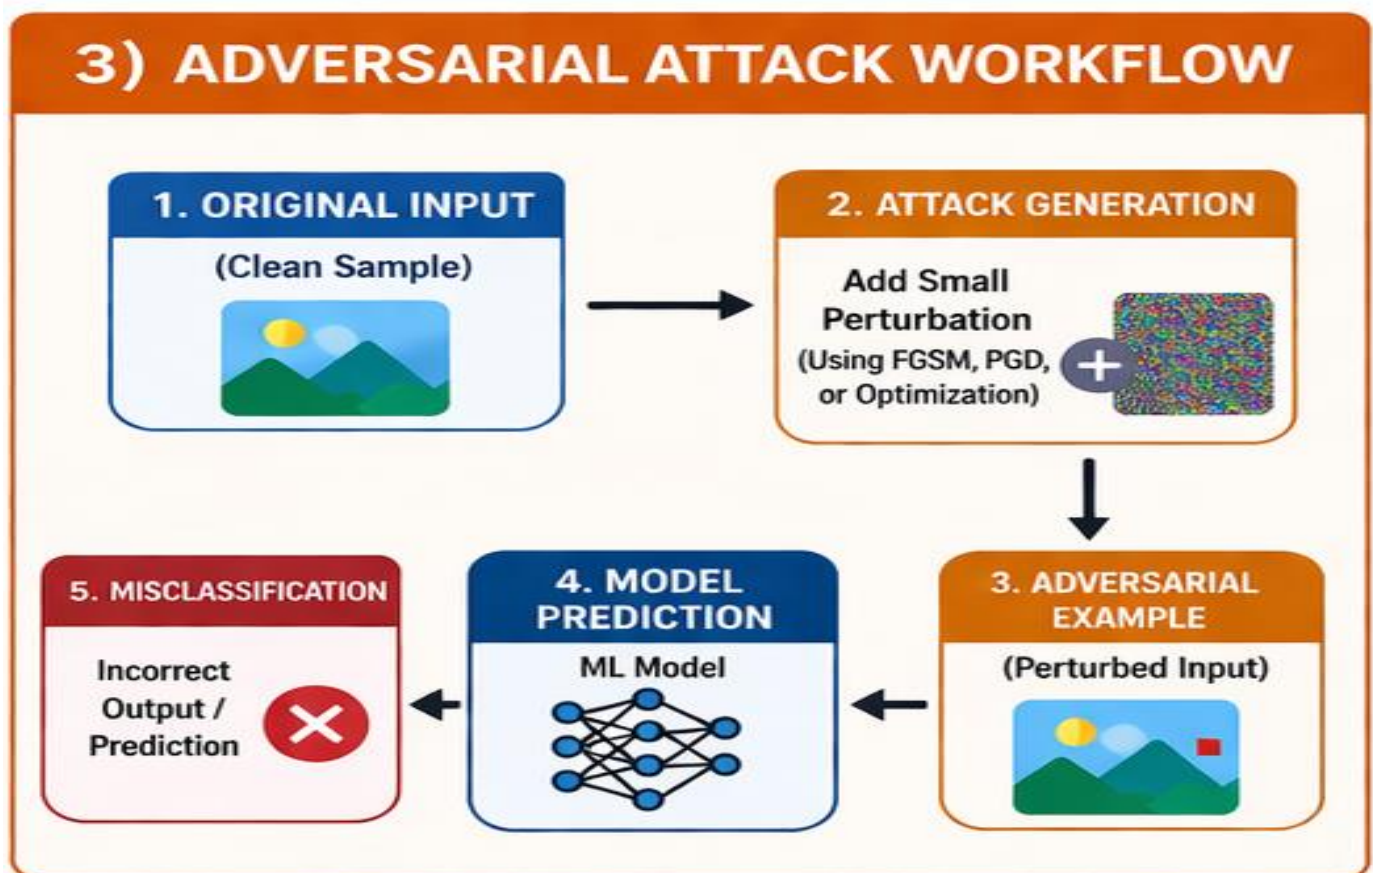 3) ADVERSARIAL ATTACK WORKFLOW
1. ORIGINAL INPUT
(Clean Sample)
2. ATTACK GENERATION
Add Small
Perturbation
(Using FGSM, PGD,
or Optimization)
3. ADVERSARIAL
EXAMPLE
(Perturbed Input)
4. MODEL
PREDICTION
ML Model
5. MISCLASSIFICATION
Incorrect
Output /
Prediction